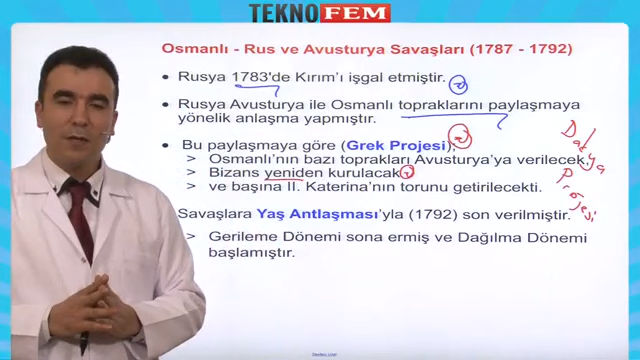 TEKNOFEM
Osmanlı - Rus ve Avusturya Savaşları (1787 - 1792)
• Rusya 1783'de Kırım'ı işgal etmiştir.
• Rusya Avusturya ile Osmanlı topraklarını paylaşmaya
yönelik anlaşma yapmıştır.
• Bu paylaşmaya göre (Grek Projesi);
> Osmanlı'nın bazı toprakları Avusturya'ya verilecek,
> Bizans yeniden kurulacak
> ve başına II. Katerina'nın torunu getirilecekti.
Savaşlara Yaş Antlaşması'yla (1792) son verilmiştir.
> Gerileme Dönemi sona ermiş ve Dağılma Dönemi
başlamıştır.
Projesi